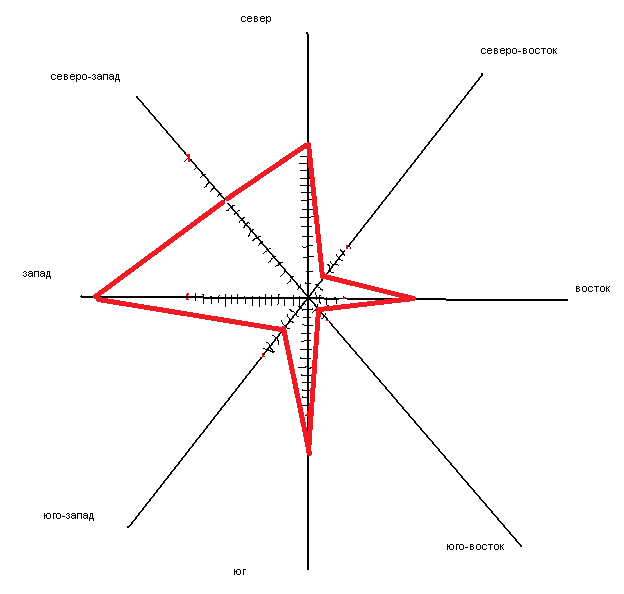 север
северо-восток
северо-запад
запад
восток
юго-запад
юго-восток
юг